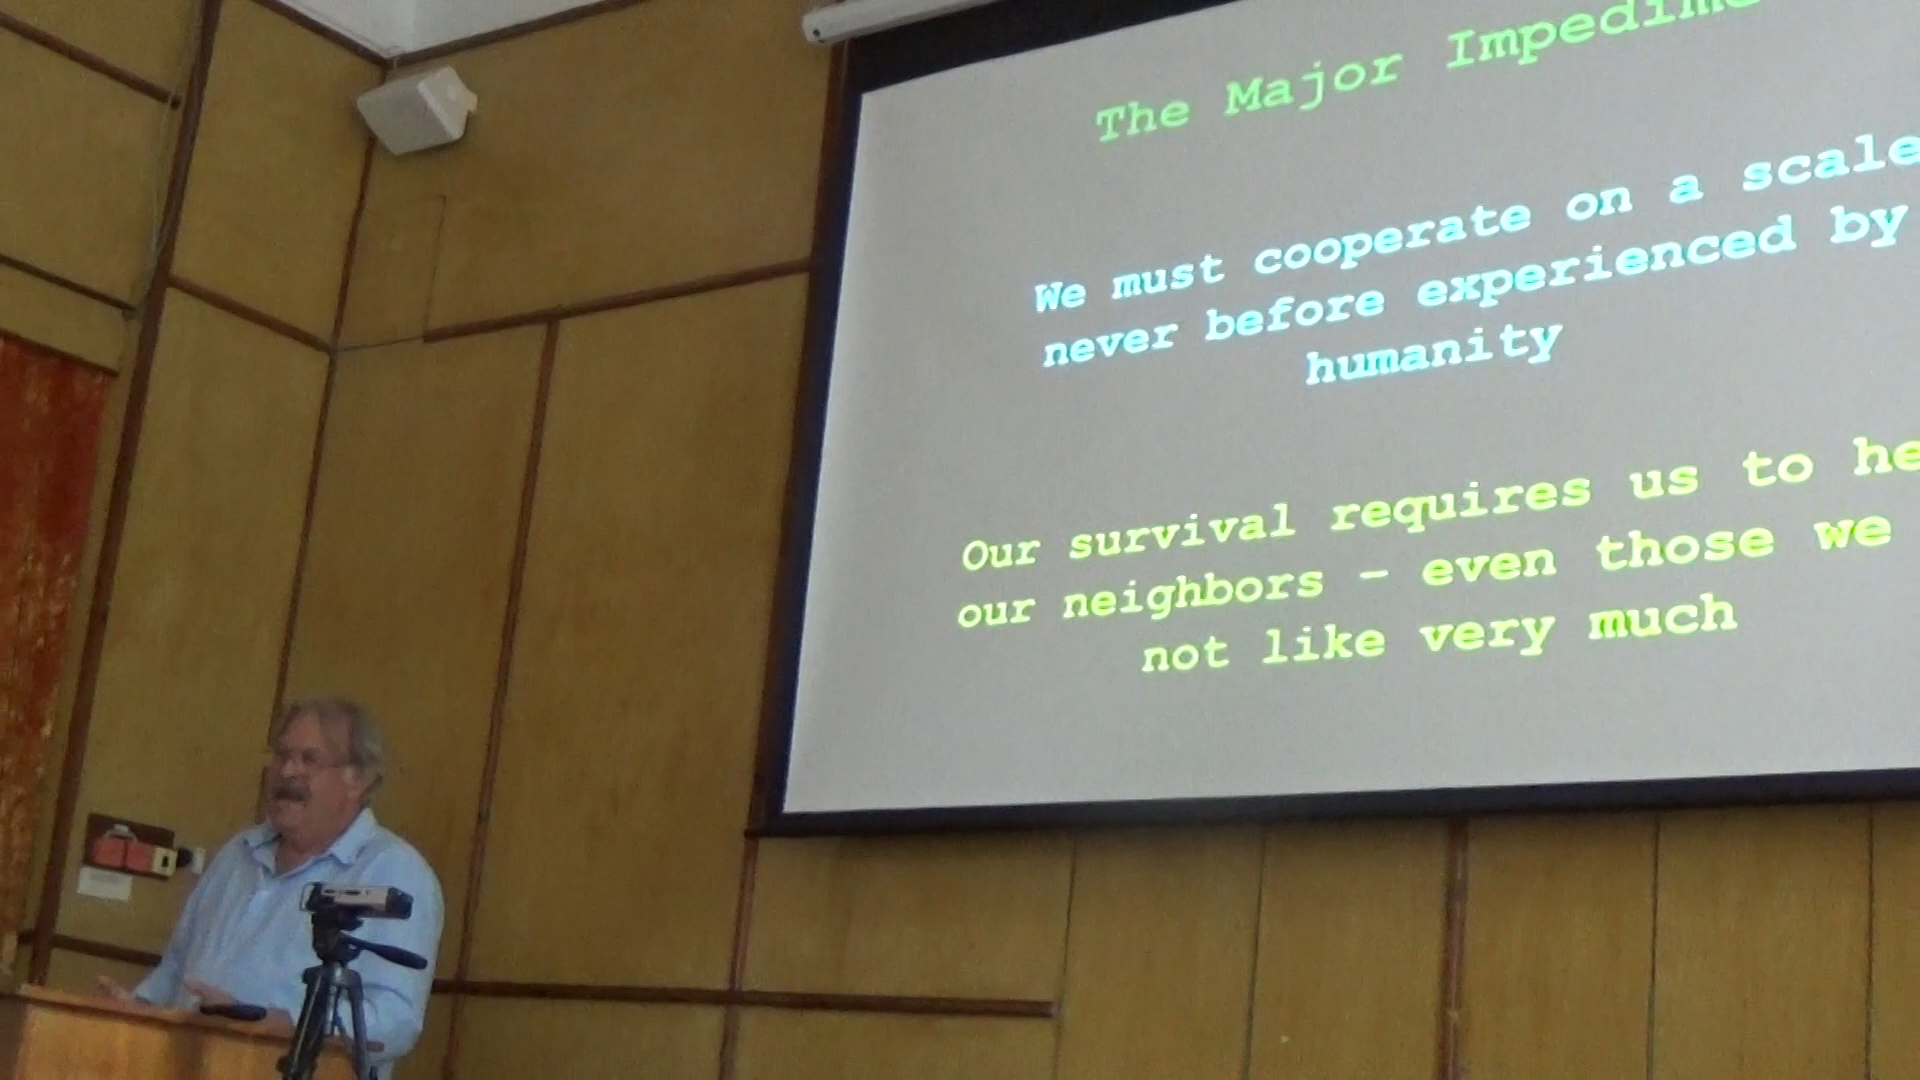 The Major Impedime
We must cooperate on a scale
never before experienced by
humanity
Our survival requires us to he
our neighbors – even those we
not like very much